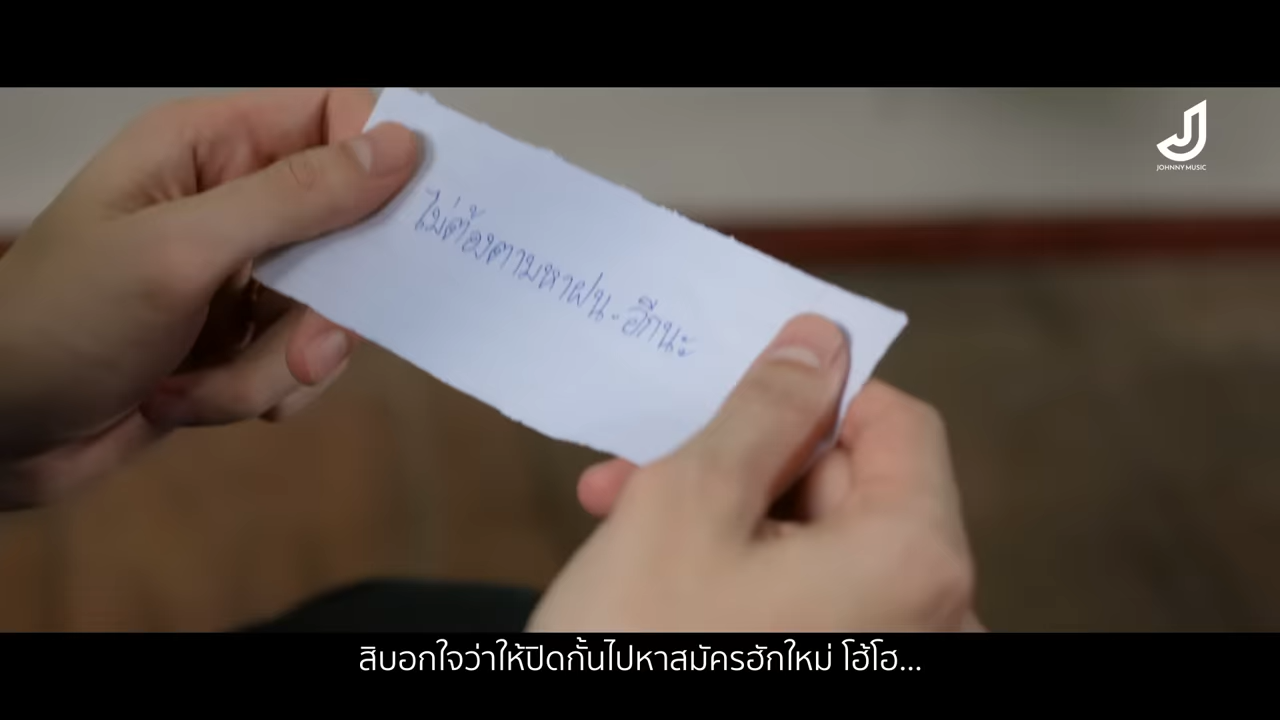 JOHNNY MUSIC
ไม่ต้องตามหาฝน. อีกนะ
สิบอกใจว่าให้ปิดกั้นไปหาสมัครฮักใหม่ โฮ้โฮ...